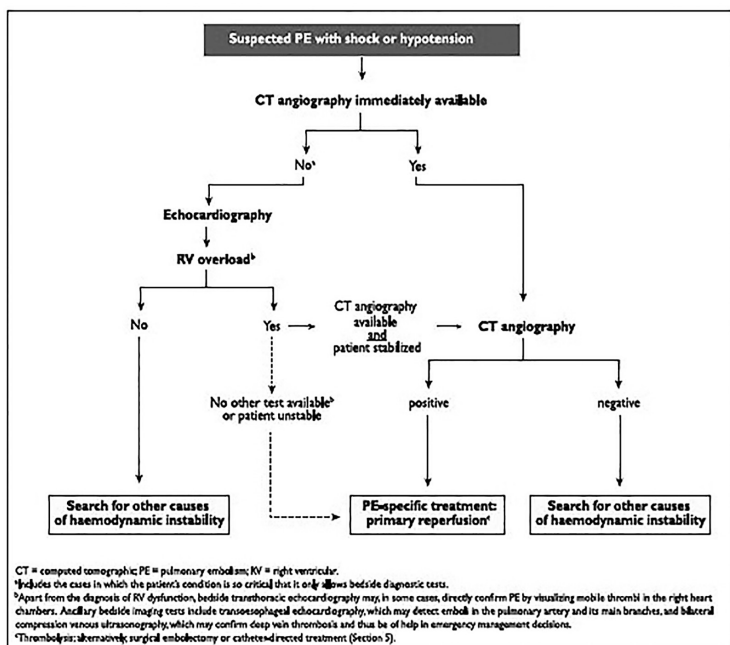 Suspected PE with shock or hypotension
CT angiography immediately available
Noᵃ
Yes
Echocardiography
RV overloadᵇ
No
Yes
CT angiography
available
and
patient stabilized
CT angiography
No other test availableᵇ
or patient unstable
positive
negative
Search for other causes
of haemodynamic instability
PE-specific treatment:
primary reperfusionᶜ
Search for other causes
of haemodynamic instability
CT = computed tomographic; PE = pulmonary embolism; RV = right ventricular.
ᵃIncludes the cases in which the patient's condition is so critical that it only allows bedside diagnostic tests.
ᵇApart from the diagnosis of RV dysfunction, bedside transthoracic echocardiography may, in some cases, directly confirm PE by visualizing mobile thrombi in the right heart
chambers. Ancillary bedside imaging tests include transoesophageal echocardiography, which may detect emboli in the pulmonary artery and its main branches, and bilateral
compression venous ultrasonography, which may confirm deep vein thrombosis and thus be of help in emergency management decisions.
ᶜThrombolysis; alternatively, surgical embolectomy or catheter-directed treatment (Section 5).